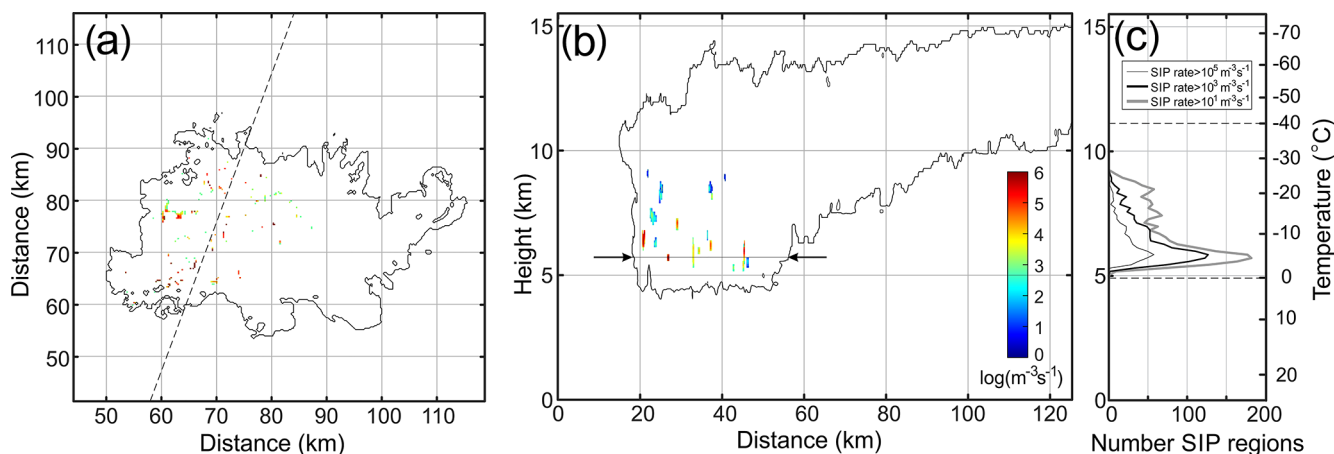 (a)
110
100
90
80
70
60
50
Distance (km)
50 60 70 80 90 100 110
Distance (km)
(b)
15
10
5
0
Height (km)
0 20 40 60 80 100 120
Distance (km)
6
5
4
3
2
1
0
log(m⁻³s⁻¹)
(c)
SIP rate>10⁵ m⁻³s⁻¹
SIP rate>10³ m⁻³s⁻¹
SIP rate>10¹ m⁻³s⁻¹
15
10
5
0
0 100 200
Number SIP regions
-70
-60
-50
-40
-30
-20
-10
0
10
20
Temperature (°C)